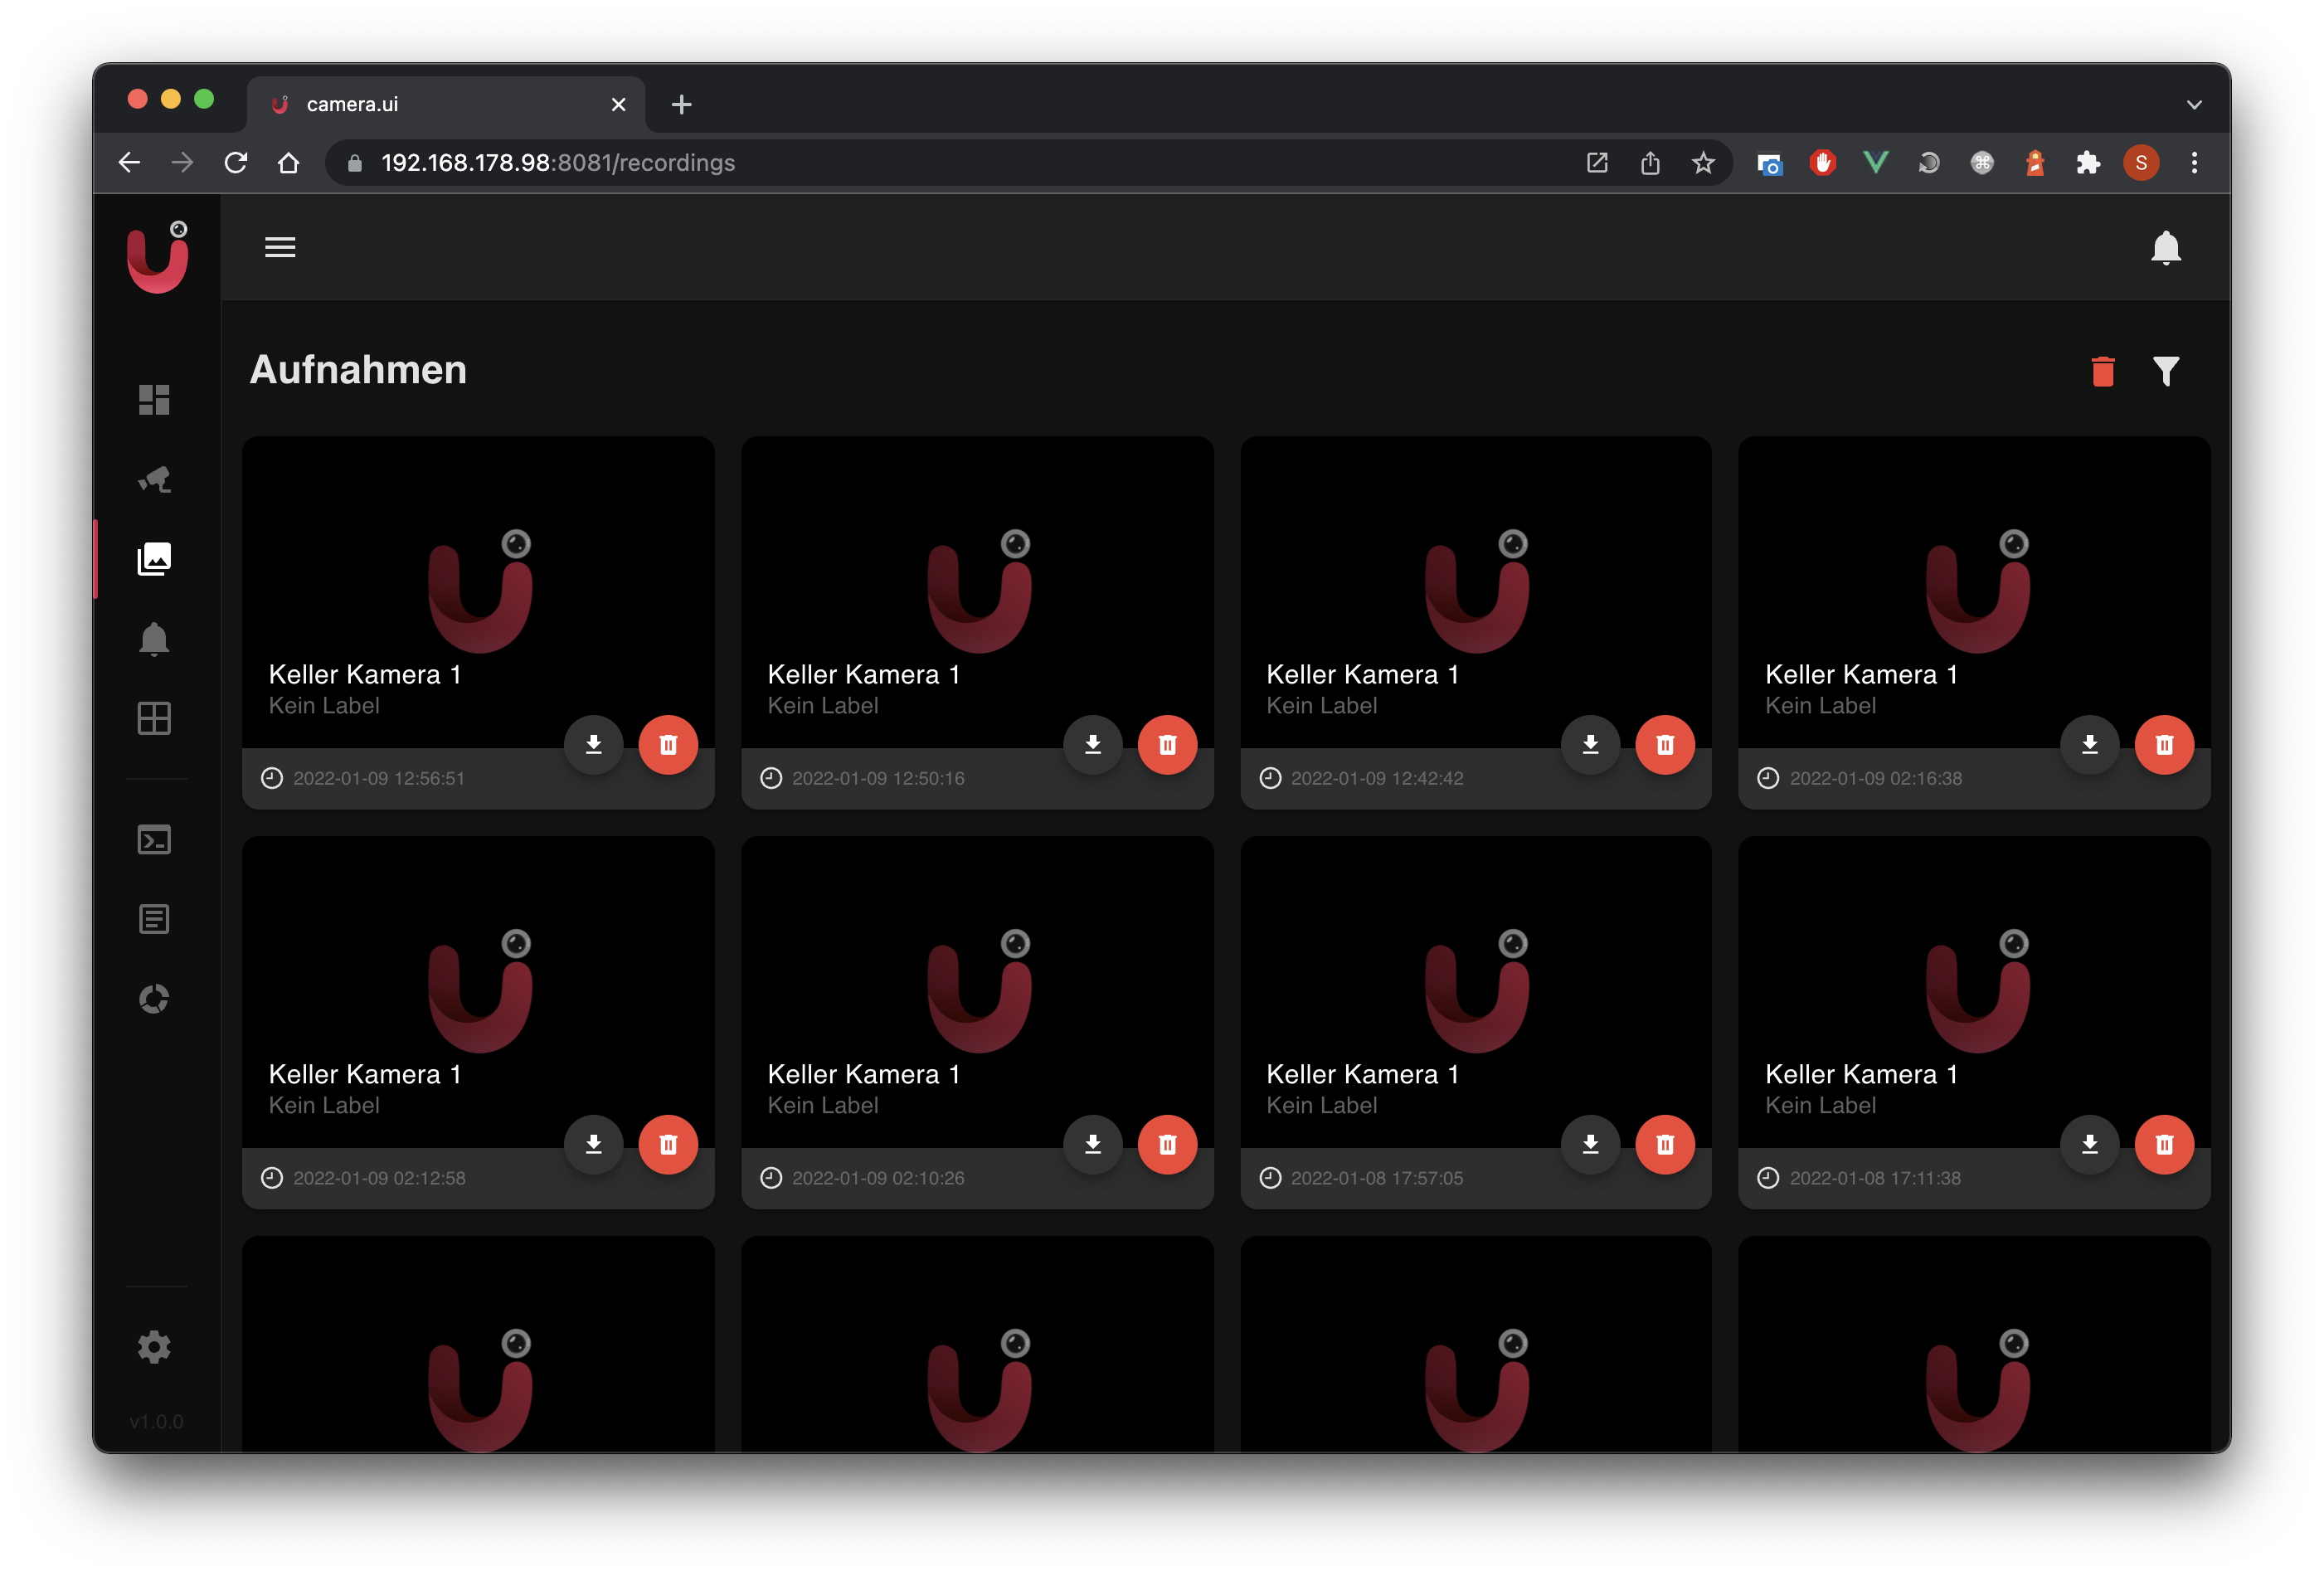 camera.ui
192.168.178.98:8081/recordings
S
Aufnahmen
Keller Kamera 1
Kein Label
2022-01-09 12:56:51
Keller Kamera 1
Kein Label
2022-01-09 12:50:16
Keller Kamera 1
Kein Label
2022-01-09 12:42:42
Keller Kamera 1
Kein Label
2022-01-09 02:16:38
Keller Kamera 1
Kein Label
2022-01-09 02:12:58
Keller Kamera 1
Kein Label
2022-01-09 02:10:26
Keller Kamera 1
Kein Label
2022-01-08 17:57:05
Keller Kamera 1
Kein Label
2022-01-08 17:11:38
v1.0.0